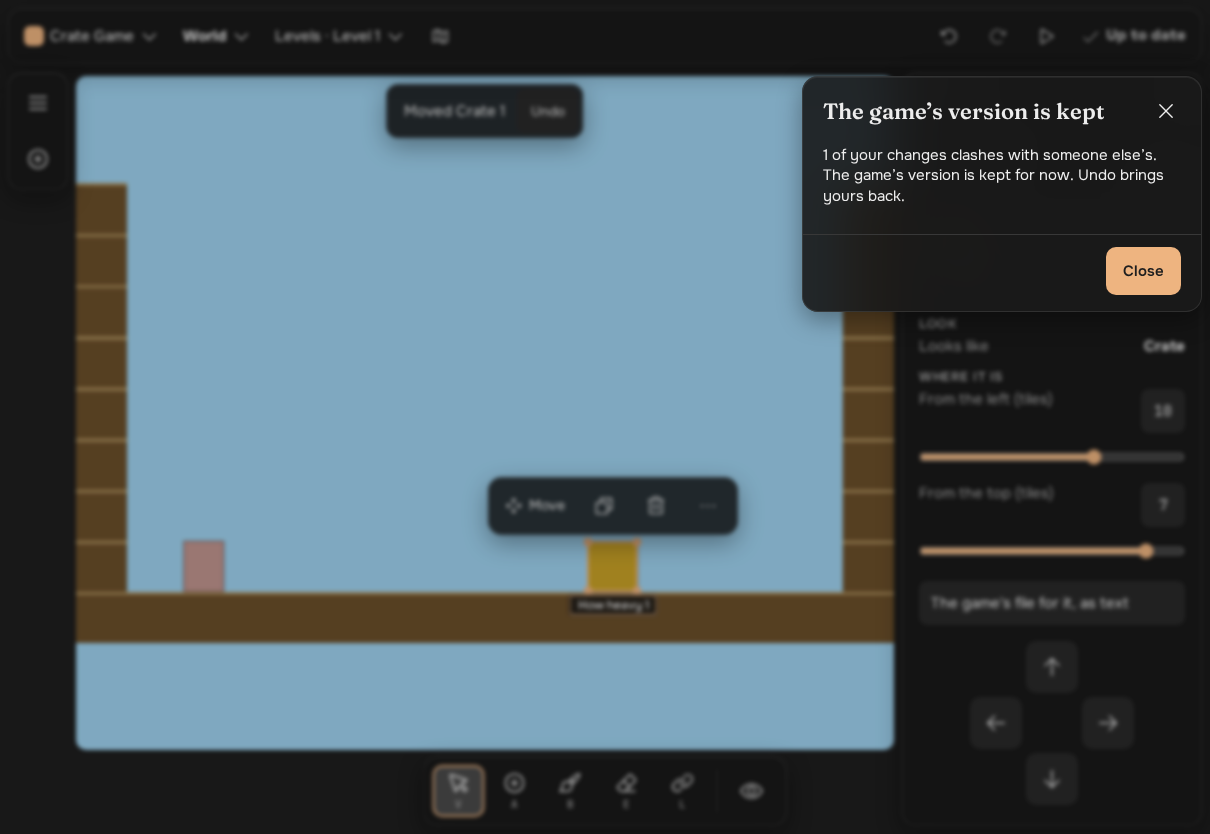 Crate Game
World
Levels · Level 1
Up to date
Moved Crate 1
Undo
The game’s version is kept
1 of your changes clashes with someone else’s.
The game’s version is kept for now. Undo brings
yours back.
Close
LOOK
Looks like
Crate
WHERE IT IS
From the left (tiles)
18
From the top (tiles)
7
Move
How heavy 1
The game's file for it, as text
V
A
B
E
L